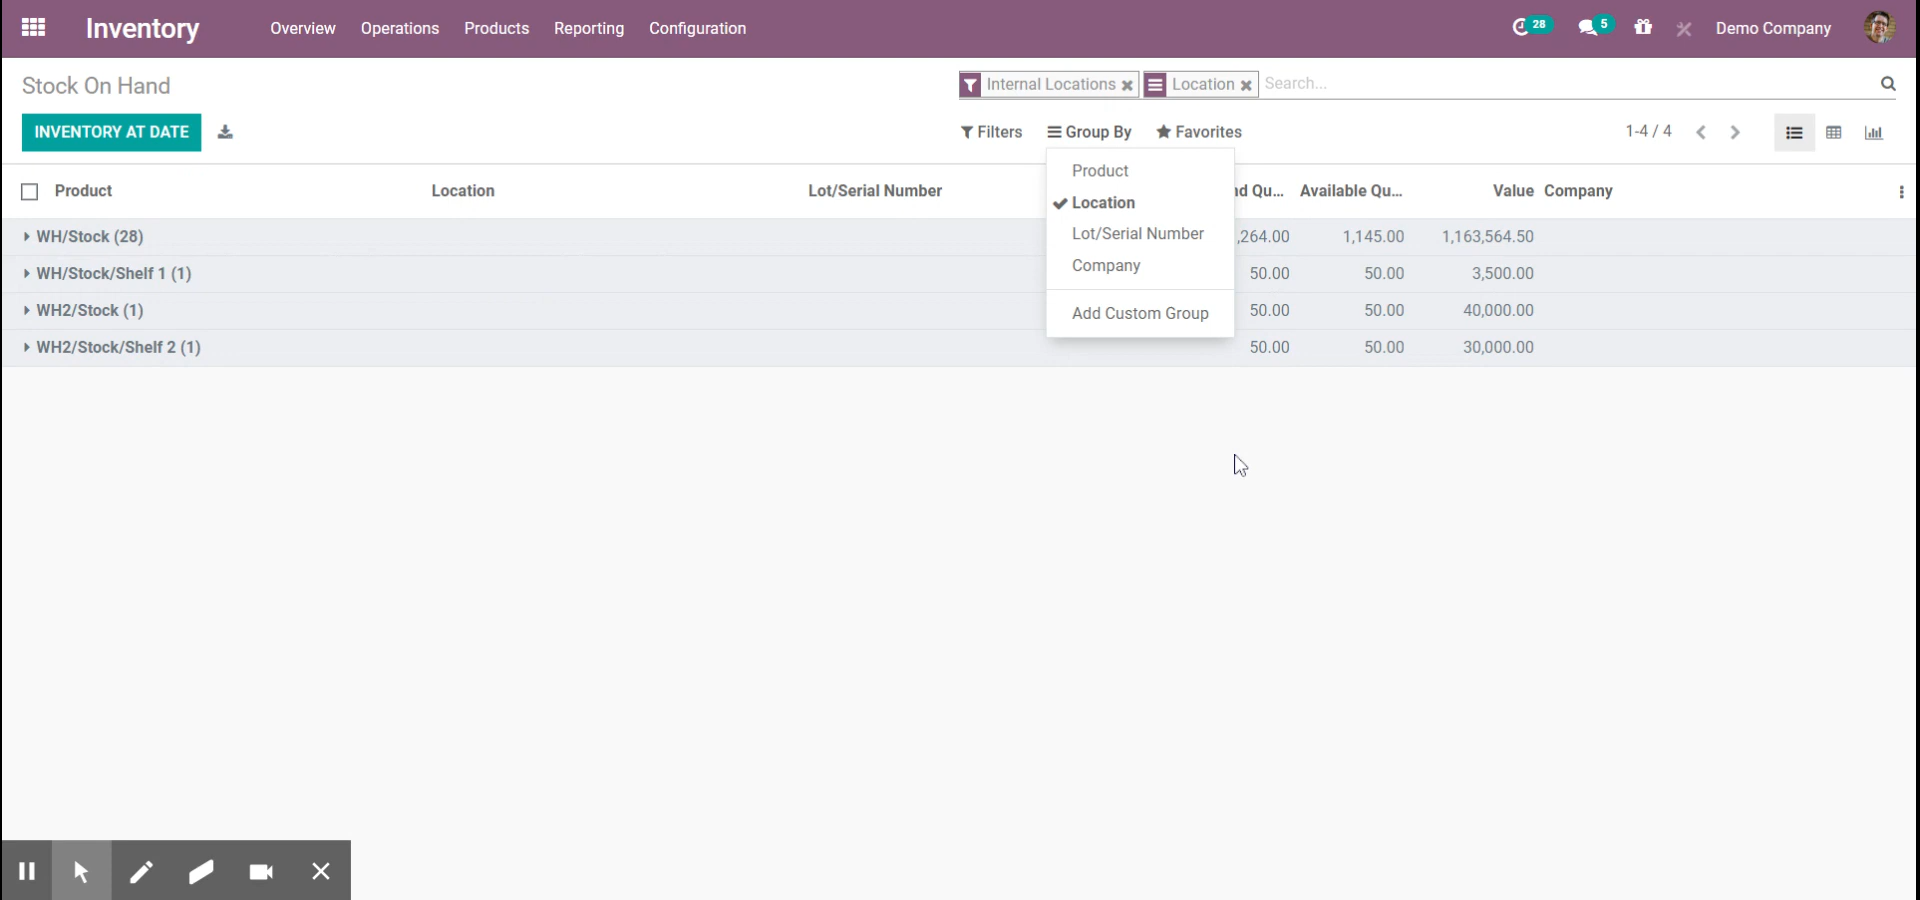 Inventory Overview Operations Products Reporting Configuration 28 5 Demo Company
Stock On Hand Internal Locations Location Search...
INVENTORY AT DATE Filters Group By Favorites 1-4 / 4
Product Location Lot/Serial Number d Qu... Available Qu... Value Company
WH/Stock (28) ,264.00 1,145.00 1,163,564.50
WH/Stock/Shelf 1 (1) 50.00 50.00 3,500.00
WH2/Stock (1) 50.00 50.00 40,000.00
WH2/Stock/Shelf 2 (1) 50.00 50.00 30,000.00
Product
Location
Lot/Serial Number
Company
Add Custom Group